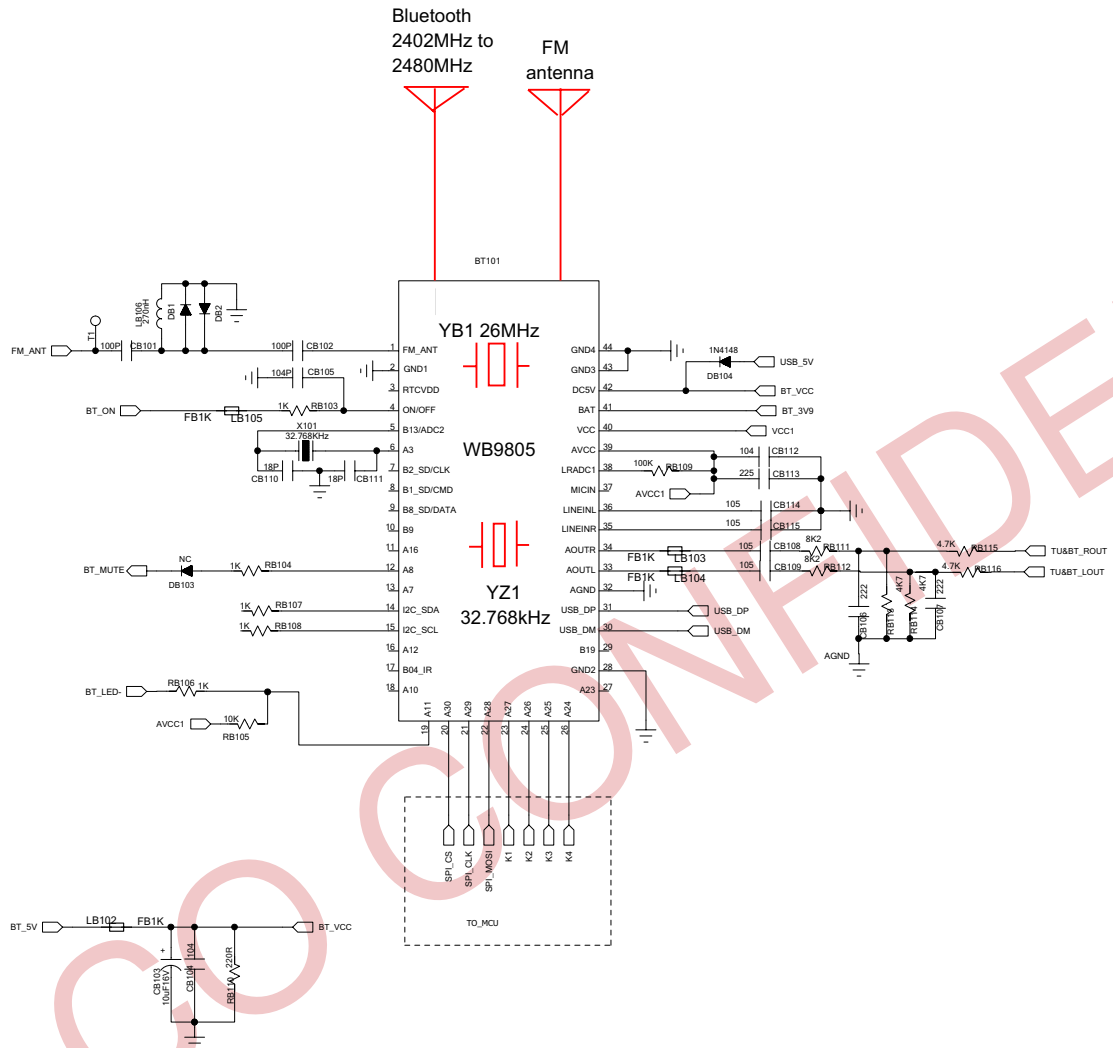 Bluetooth
2402MHz to
2480MHz
FM
antenna
BT101
LB106
270nH
DB1
DB2
T1
FM_ANT
100P
CB101
100P
CB102
104P
CB105
BT_ON
FB1K
LB105
1K
RB103
X101
32.768KHz
18P
CB110
18P
CB111
NC
BT_MUTE
DB103
1K
RB104
1K
RB107
1K
RB108
BT_LED-
RB106
1K
AVCC1
10K
RB105
YB1 26MHz
WB9805
YZ1
32.768kHz
1 FM_ANT
2 GND1
3 RTCVDD
4 ON/OFF
5 B13/ADC2
6 A3
7 B2_SD/CLK
8 B1_SD/CMD
9 B8_SD/DATA
10 B9
11 A16
12 A8
13 A7
14 I2C_SDA
15 I2C_SCL
16 A12
17 B04_IR
18 A10
GND4 44
GND3 43
DC5V 42
BAT 41
VCC 40
AVCC 39
LRADC1 38
MICIN 37
LINEINL 36
LINEINR 35
AOUTR 34
AOUTL 33
AGND 32
USB_DP 31
USB_DM 30
B19 29
GND2 28
A23 27
A11 19
A30 20
A29 21
A28 22
A27 23
A26 24
A25 25
A24 26
1N4148
DB104
USB_5V
BT_VCC
BT_3V9
VCC1
100K
RB109
AVCC1
104
CB112
225
CB113
105
CB114
105
CB115
FB1K
LB103
105
CB108
8K2
RB111
4.7K
RB115
TU&BT_ROUT
FB1K
LB104
105
CB109
8K2
RB112
4.7K
RB116
TU&BT_LOUT
222
CB106
4K7
RB113
4K7
RB114
222
CB107
AGND
USB_DP
USB_DM
SPI_CS
SPI_CLK
SPI_MOSI
K1
K2
K3
K4
TO_MCU
BT_5V
LB102
FB1K
BT_VCC
+
CB103
10uF16V
104
CB104
220R
RB110
CO CONFIDE